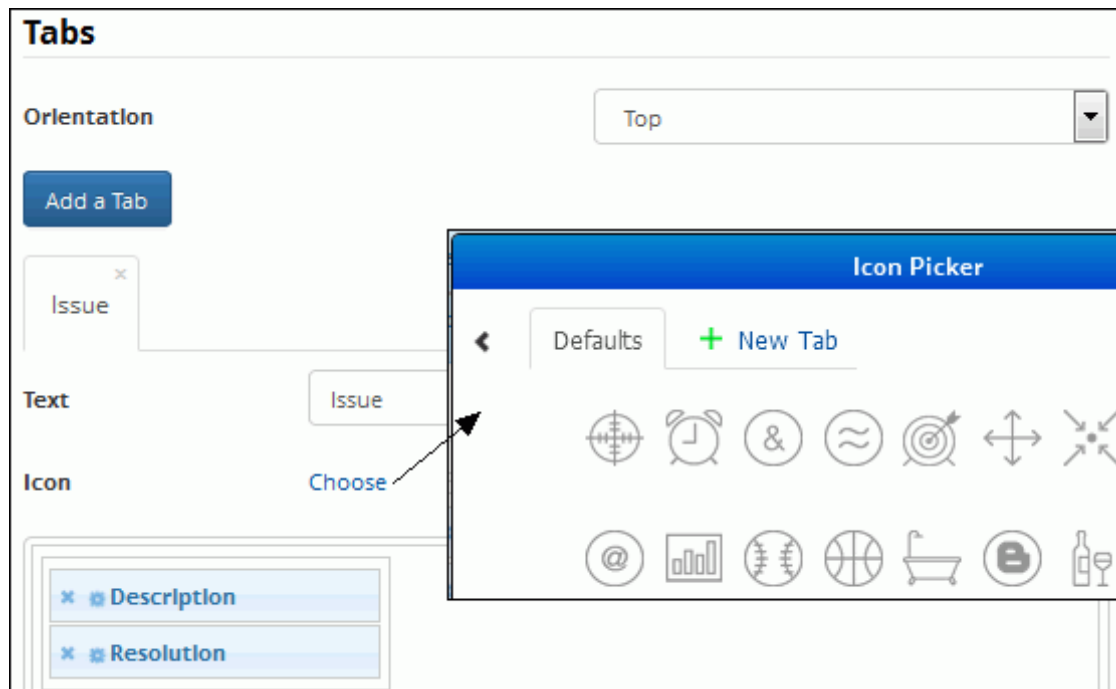 Tabs
Orientation
Top
Add a Tab
Icon Picker
Issue
Defaults
+ New Tab
Text
Issue
&
Icon
Choose
@
Description
Resolution